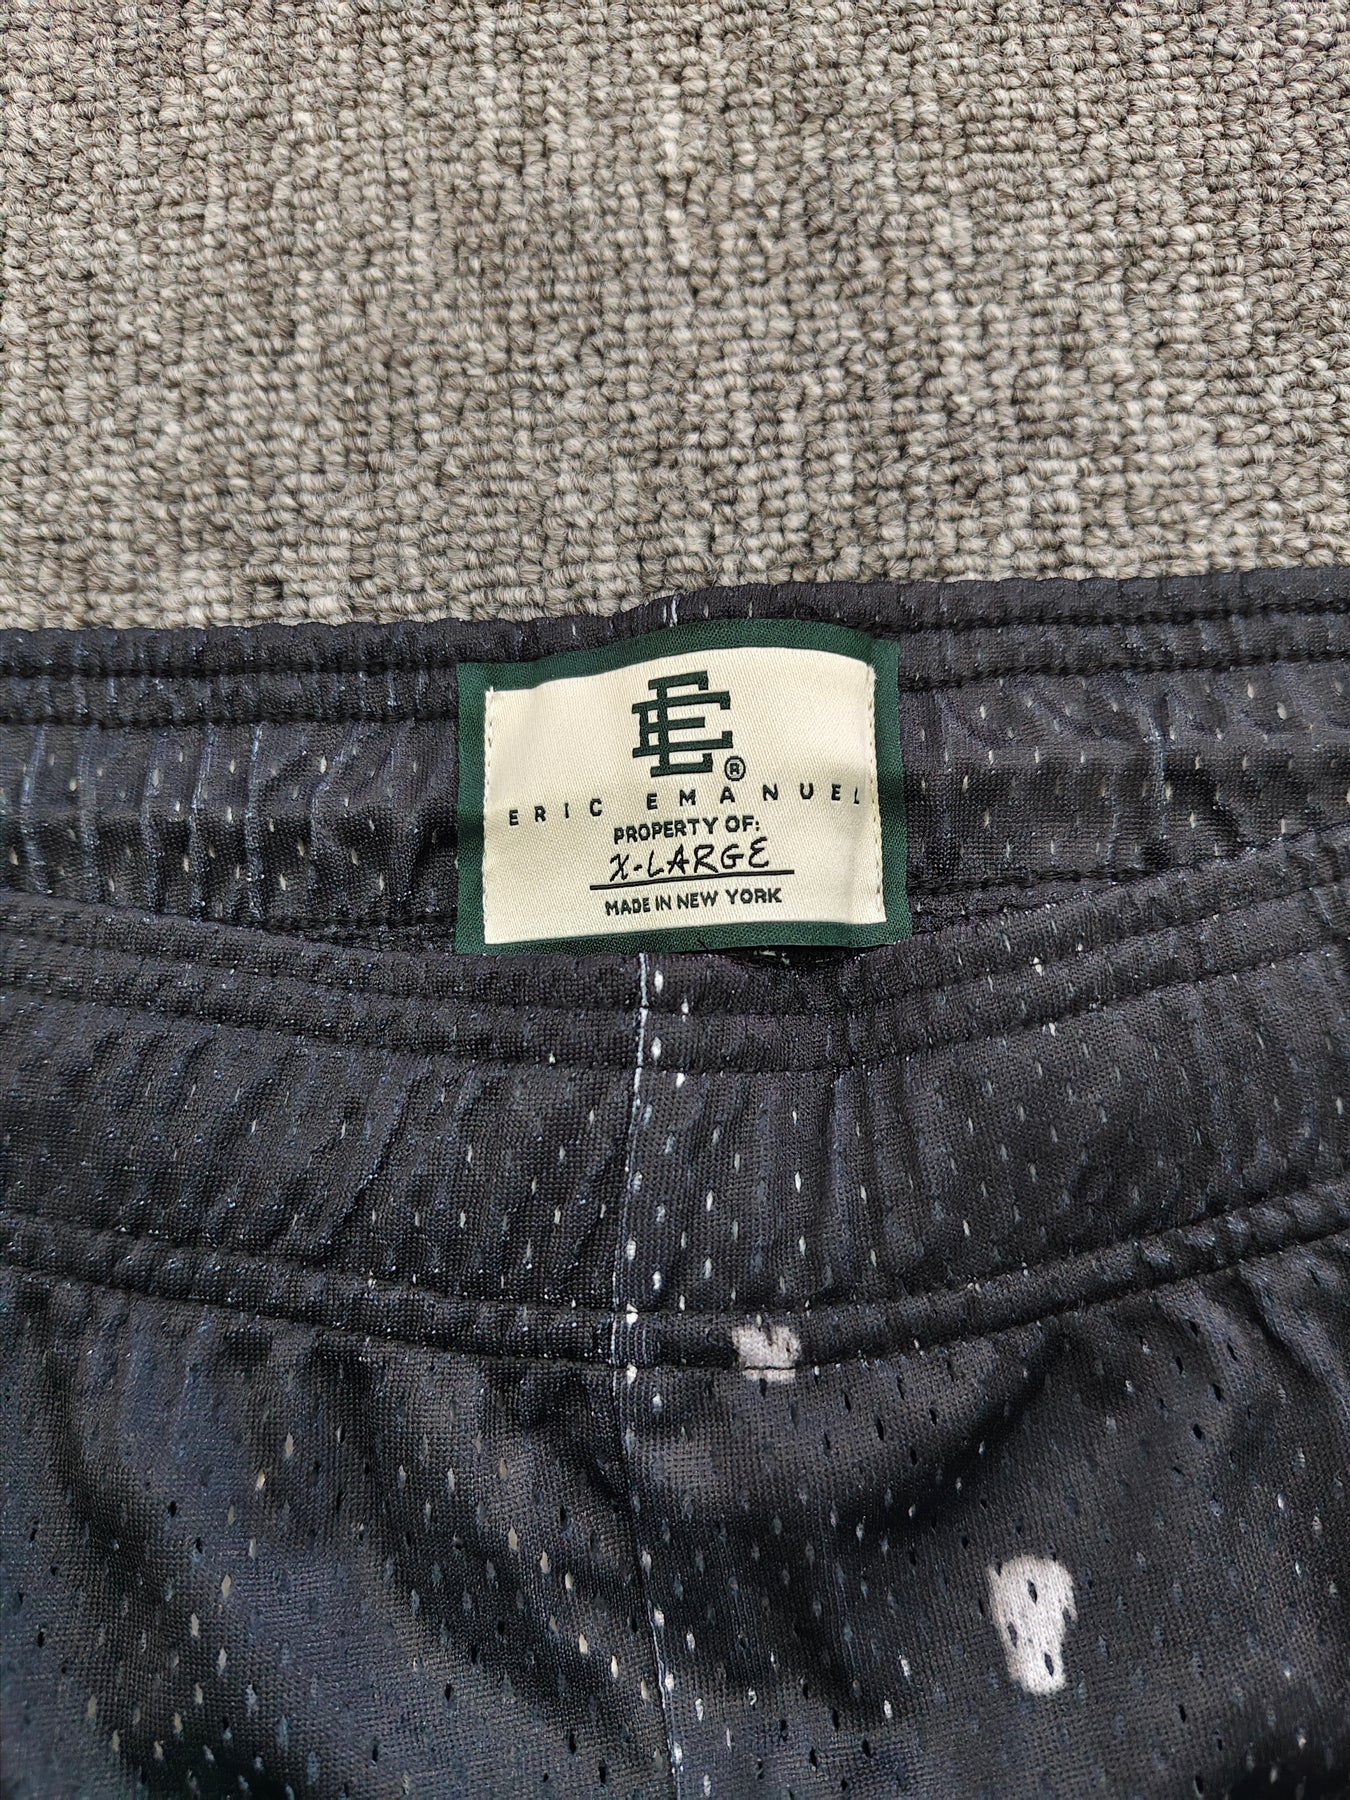 EE®
ERIC EMANUEL
PROPERTY OF:
X-LARGE
MADE IN NEW YORK